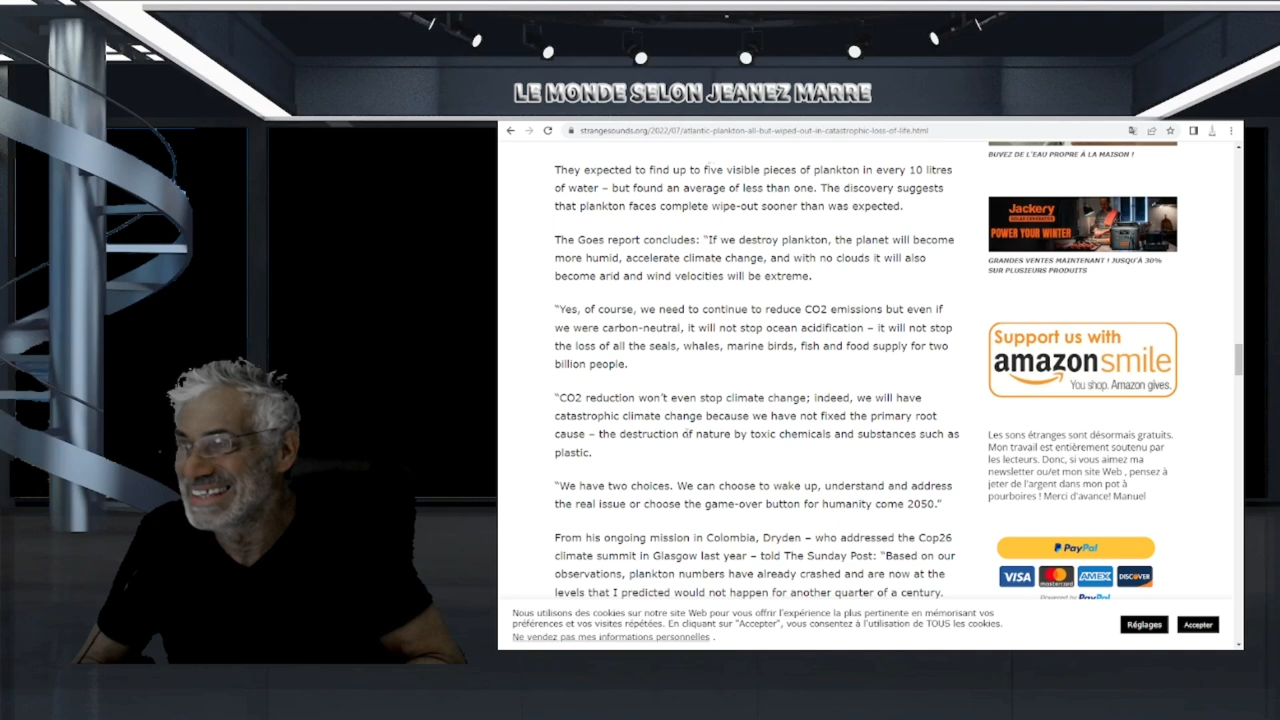 LE MONDE SELON JEANEZ MARRE
strangesounds.org/2022/07/atlantic-plankton-all-but-wiped-out-in-catastrophic-loss-of-life.html
They expected to find up to five visible pieces of plankton in every 10 litres
of water – but found an average of less than one. The discovery suggests
that plankton faces complete wipe-out sooner than was expected.
The Goes report concludes: “If we destroy plankton, the planet will become
more humid, accelerate climate change, and with no clouds it will also
become arid and wind velocities will be extreme.
“Yes, of course, we need to continue to reduce CO2 emissions but even if
we were carbon-neutral, it will not stop ocean acidification – it will not stop
the loss of all the seals, whales, marine birds, fish and food supply for two
billion people.
“CO2 reduction won’t even stop climate change; indeed, we will have
catastrophic climate change because we have not fixed the primary root
cause – the destruction of nature by toxic chemicals and substances such as
plastic.
“We have two choices. We can choose to wake up, understand and address
the real issue or choose the game-over button for humanity come 2050.”
From his ongoing mission in Colombia, Dryden – who addressed the Cop26
climate summit in Glasgow last year – told The Sunday Post: “Based on our
observations, plankton numbers have already crashed and are now at the
levels that I predicted would not happen for another quarter of a century.
BUVEZ DE L'EAU PROPRE À LA MAISON !
Jackery
SOLAR GENERATOR
POWER YOUR WINTER
GRANDES VENTES MAINTENANT ! JUSQU'À 30%
SUR PLUSIEURS PRODUITS
Support us with
amazonsmile
You shop. Amazon gives.
Les sons étranges sont désormais gratuits.
Mon travail est entièrement soutenu par
les lecteurs. Donc, si vous aimez ma
newsletter ou/et mon site Web , pensez à
jeter de l'argent dans mon pot à
pourboires ! Merci d'avance! Manuel
PayPal
VISA mastercard AMEX DISCOVER
Powered by PayPal
Nous utilisons des cookies sur notre site Web pour vous offrir l'expérience la plus pertinente en mémorisant vos
préférences et vos visites répétées. En cliquant sur "Accepter", vous consentez à l'utilisation de TOUS les cookies.
Ne vendez pas mes informations personnelles .
Réglages
Accepter